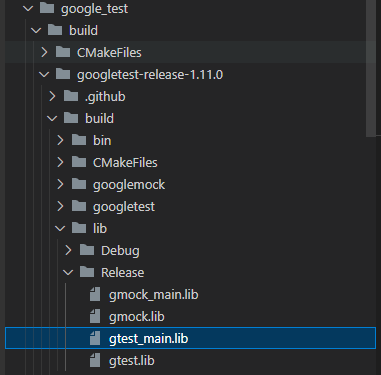 google_test
build
CMakeFiles
googletest-release-1.11.0
.github
build
bin
CMakeFiles
googlemock
googletest
lib
Debug
Release
gmock_main.lib
gmock.lib
gtest_main.lib
gtest.lib